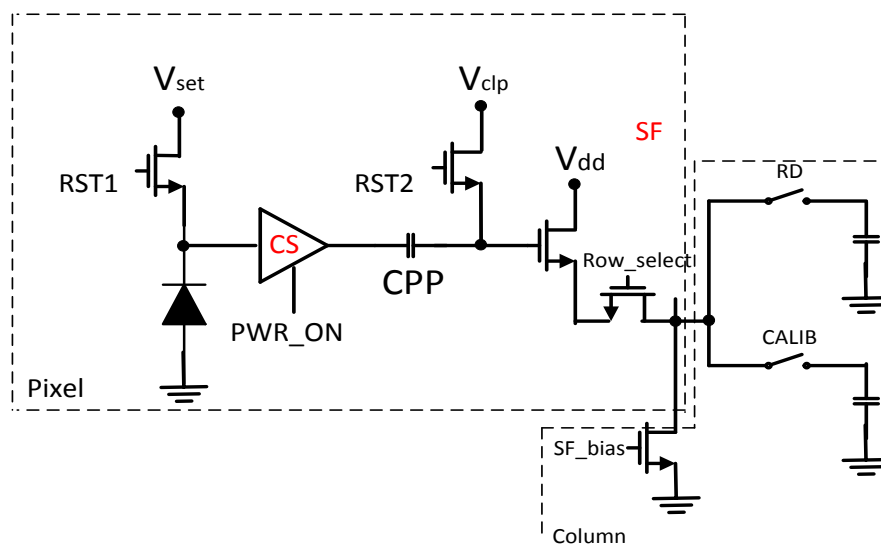 Vset
Vclp
SF
RST1
RST2
Vdd
RD
CS
Row_select
CPP
PWR_ON
CALIB
Pixel
SF_bias
Column